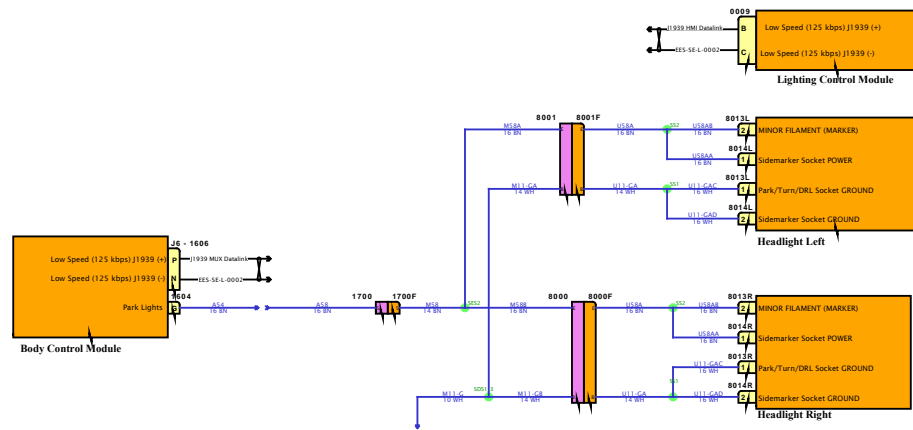 0009
J1939 HMI Datalink
B
Low Speed (125 kbps) J1939 (+)
EES-SE-L-0002
C
Low Speed (125 kbps) J1939 (-)
Lighting Control Module
8001
8001F
8013L
M58A
16 BN
U58A
16 BN
SS2
U58AB
16 BN
2
MINOR FILAMENT (MARKER)
8014L
U58AA
16 BN
1
Sidemarker Socket POWER
8013L
M11-GA
14 WH
U11-GA
14 WH
SS1
U11-GAC
16 WH
1
Park/Turn/DRL Socket GROUND
8014L
U11-GAD
16 WH
2
Sidemarker Socket GROUND
Headlight Left
J6 - 1606
Low Speed (125 kbps) J1939 (+)
P
J1939 MUX Datalink
Low Speed (125 kbps) J1939 (-)
N
EES-SE-L-0002
1604
Park Lights
G
A54
16 BN
A58
16 BN
1700
1700F
M58
14 BN
SES2
M58B
16 BN
8000
8000F
U58A
16 BN
SS2
U58AB
16 BN
8013R
2
MINOR FILAMENT (MARKER)
8014R
U58AA
16 BN
1
Sidemarker Socket POWER
8013R
U11-GAC
16 WH
1
Park/Turn/DRL Socket GROUND
8014R
M11-G
10 WH
M11-GB
14 WH
U11-GA
14 WH
SS1
U11-GAD
16 WH
2
Sidemarker Socket GROUND
Headlight Right
Body Control Module